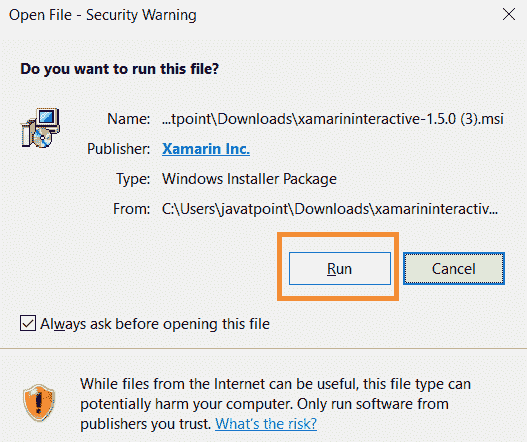 Open File - Security Warning
Do you want to run this file?
Name: ...tpoint\Downloads\xamarininteractive-1.5.0 (3).msi
Publisher: Xamarin Inc.
Type: Windows Installer Package
From: C:\Users\javatpoint\Downloads\xamarininteractiv...
Run Cancel
Always ask before opening this file
While files from the Internet can be useful, this file type can
potentially harm your computer. Only run software from
publishers you trust. What's the risk?